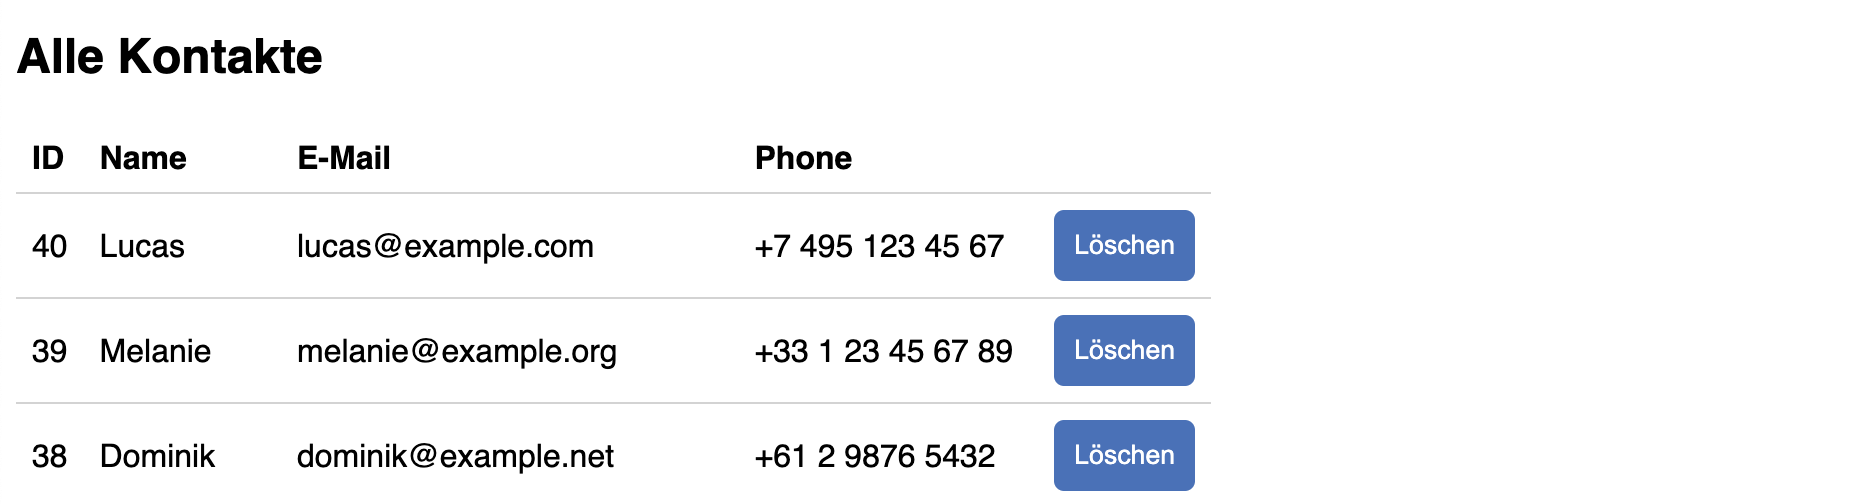 Alle Kontakte
ID Name E-Mail Phone
40 Lucas lucas@example.com +7 495 123 45 67 Löschen
39 Melanie melanie@example.org +33 1 23 45 67 89 Löschen
38 Dominik dominik@example.net +61 2 9876 5432 Löschen